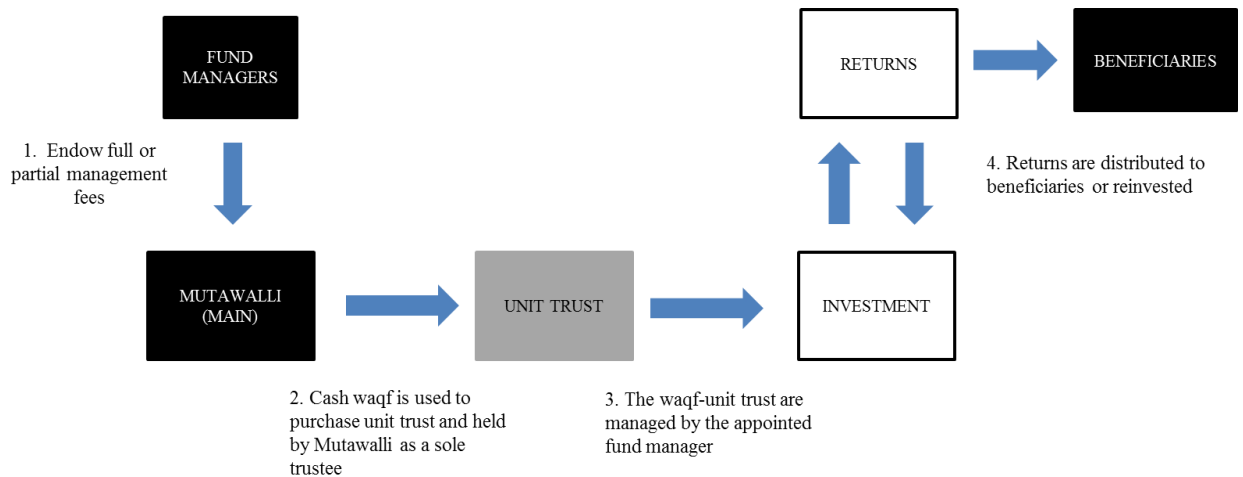 FUND
MANAGERS
RETURNS
BENEFICIARIES
1. Endow full or
partial management
fees
4. Returns are distributed to
beneficiaries or reinvested
MUTAWALLI
(MAIN)
UNIT TRUST
INVESTMENT
2. Cash waqf is used to
purchase unit trust and held
by Mutawalli as a sole
trustee
3. The waqf-unit trust are
managed by the appointed
fund manager